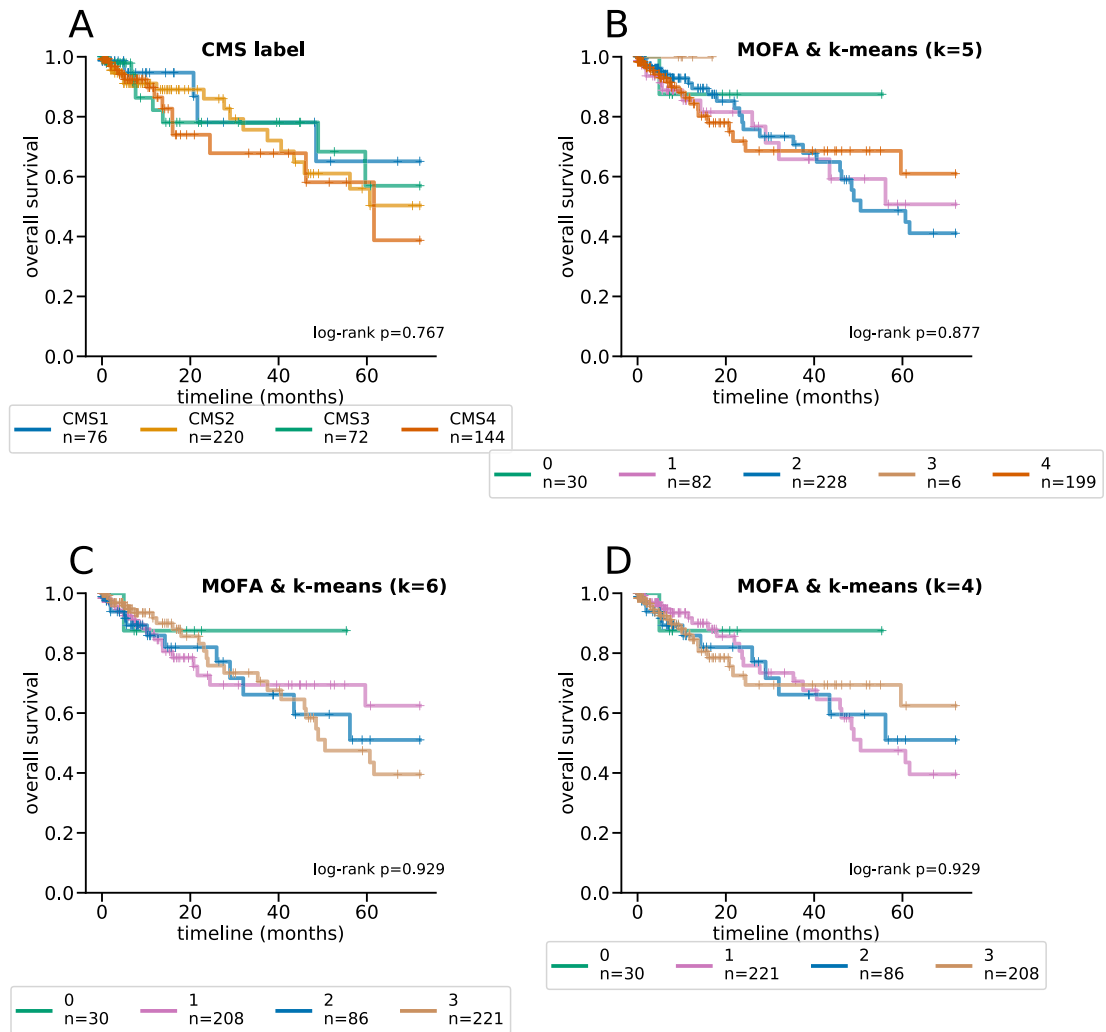 A
CMS label
1.0
0.8
0.6
0.4
0.2
0.0
overall survival
log-rank p=0.767
0 20 40 60
timeline (months)
CMS1 CMS2 CMS3 CMS4
n=76 n=220 n=72 n=144
B
MOFA & k-means (k=5)
1.0
0.8
0.6
0.4
0.2
0.0
overall survival
log-rank p=0.877
0 20 40 60
timeline (months)
0 1 2 3 4
n=30 n=82 n=228 n=6 n=199
C
MOFA & k-means (k=6)
1.0
0.8
0.6
0.4
0.2
0.0
overall survival
log-rank p=0.929
0 20 40 60
timeline (months)
0 1 2 3
n=30 n=208 n=86 n=221
D
MOFA & k-means (k=4)
1.0
0.8
0.6
0.4
0.2
0.0
overall survival
log-rank p=0.929
0 20 40 60
timeline (months)
0 1 2 3
n=30 n=221 n=86 n=208